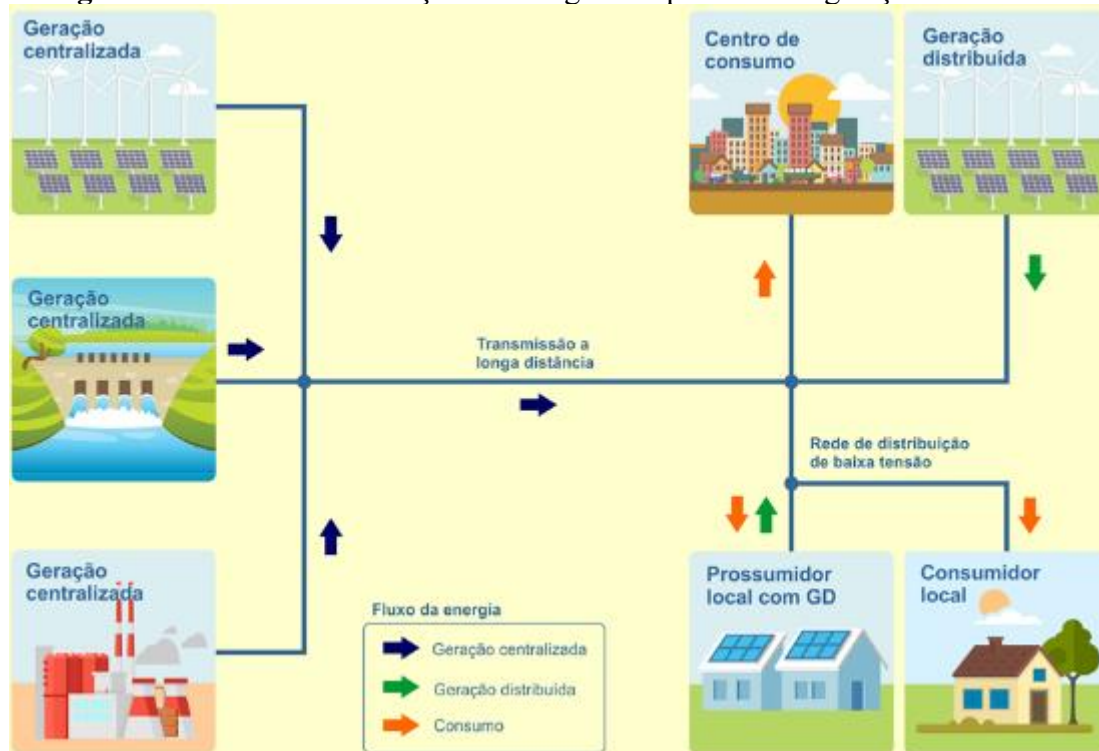 Geração
centralizada
Centro de
consumo
Geração
distribuída
Geração
centralizada
Transmissão a
longa distância
Rede de distribuição
de baixa tensão
Geração
centralizada
Fluxo da energia
Geração centralizada
Geração distribuída
Consumo
Prossumidor
local com GD
Consumidor
local